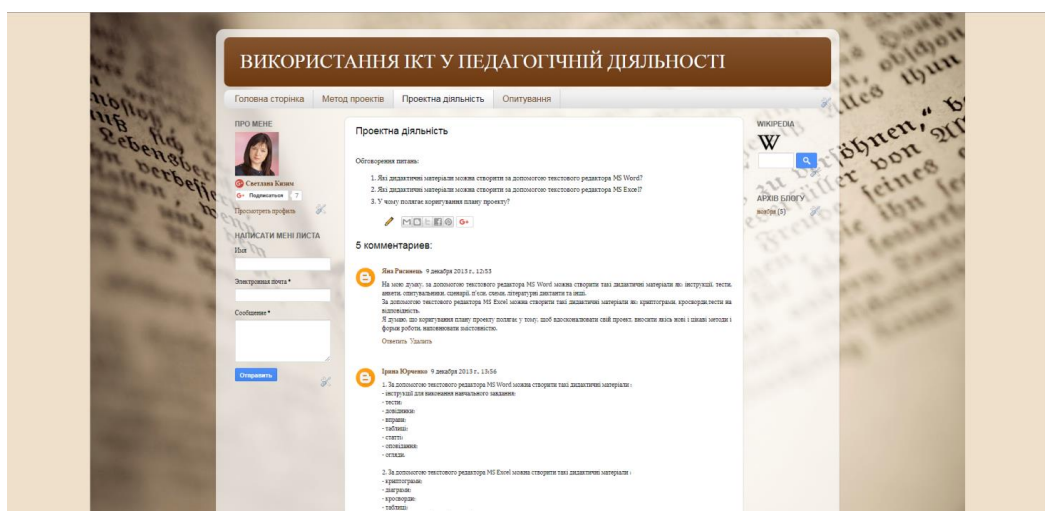 ВИКОРИСТАННЯ ІКТ У ПЕДАГОГІЧНІЙ ДІЯЛЬНОСТІ
Головна сторінка Метод проектів Проектна діяльність Опитування
ПРО МЕНЕ
Светлана Кизим
G+ Подписаться 7
Просмотреть профиль
НАПИСАТИ МЕНІ ЛИСТА
Имя
Электронная почта *
Сообщение *
Отправить
Проектна діяльність
Обговорення питань:
1. Які дидактичні матеріали можна створити за допомогою текстового редактора MS Word?
2. Які дидактичні матеріали можна створити за допомогою текстового редактора MS Excel?
3. У чому полягає коригування плану проекту?
G+
5 комментариев:
Яна Рисинець 9 декабря 2013 г., 12:53
На мою думку, за допомогою текстового редактора MS Word можна створити такі дидактичні матеріали як: інструкції, тести,
анкети, опитувальники, сценарії, п'єси, схеми, літературні диктанти та інші.
За допомогою текстового редактора MS Excel можна створити такі дидактичні матеріали як: криптограми, кросворди,тести на
відповідність.
Я думаю, що коригування плану проекту полягає у тому, щоб вдосконалювати свій проект, вносити якісь нові і цікаві методи і
форми роботи, наповнювати змістовністю.
Ответить Удалить
Ірина Юрченко 9 декабря 2013 г., 13:56
1. За допомогою текстового редактора MS Word можна створити такі дидактичні матеріали :
- інструкції для виконання навчального завдання;
- тести;
- довідники;
- вправи;
- таблиці;
- статті;
- оповідання;
- огляди.
2. За допомогою текстового редактора MS Excel можна створити такі дидактичні матеріали :
- криптограми;
- діаграми;
- кросворди;
- таблиці;
WIKIPEDIA
W
АРХІВ БЛОГУ
ноября (3)